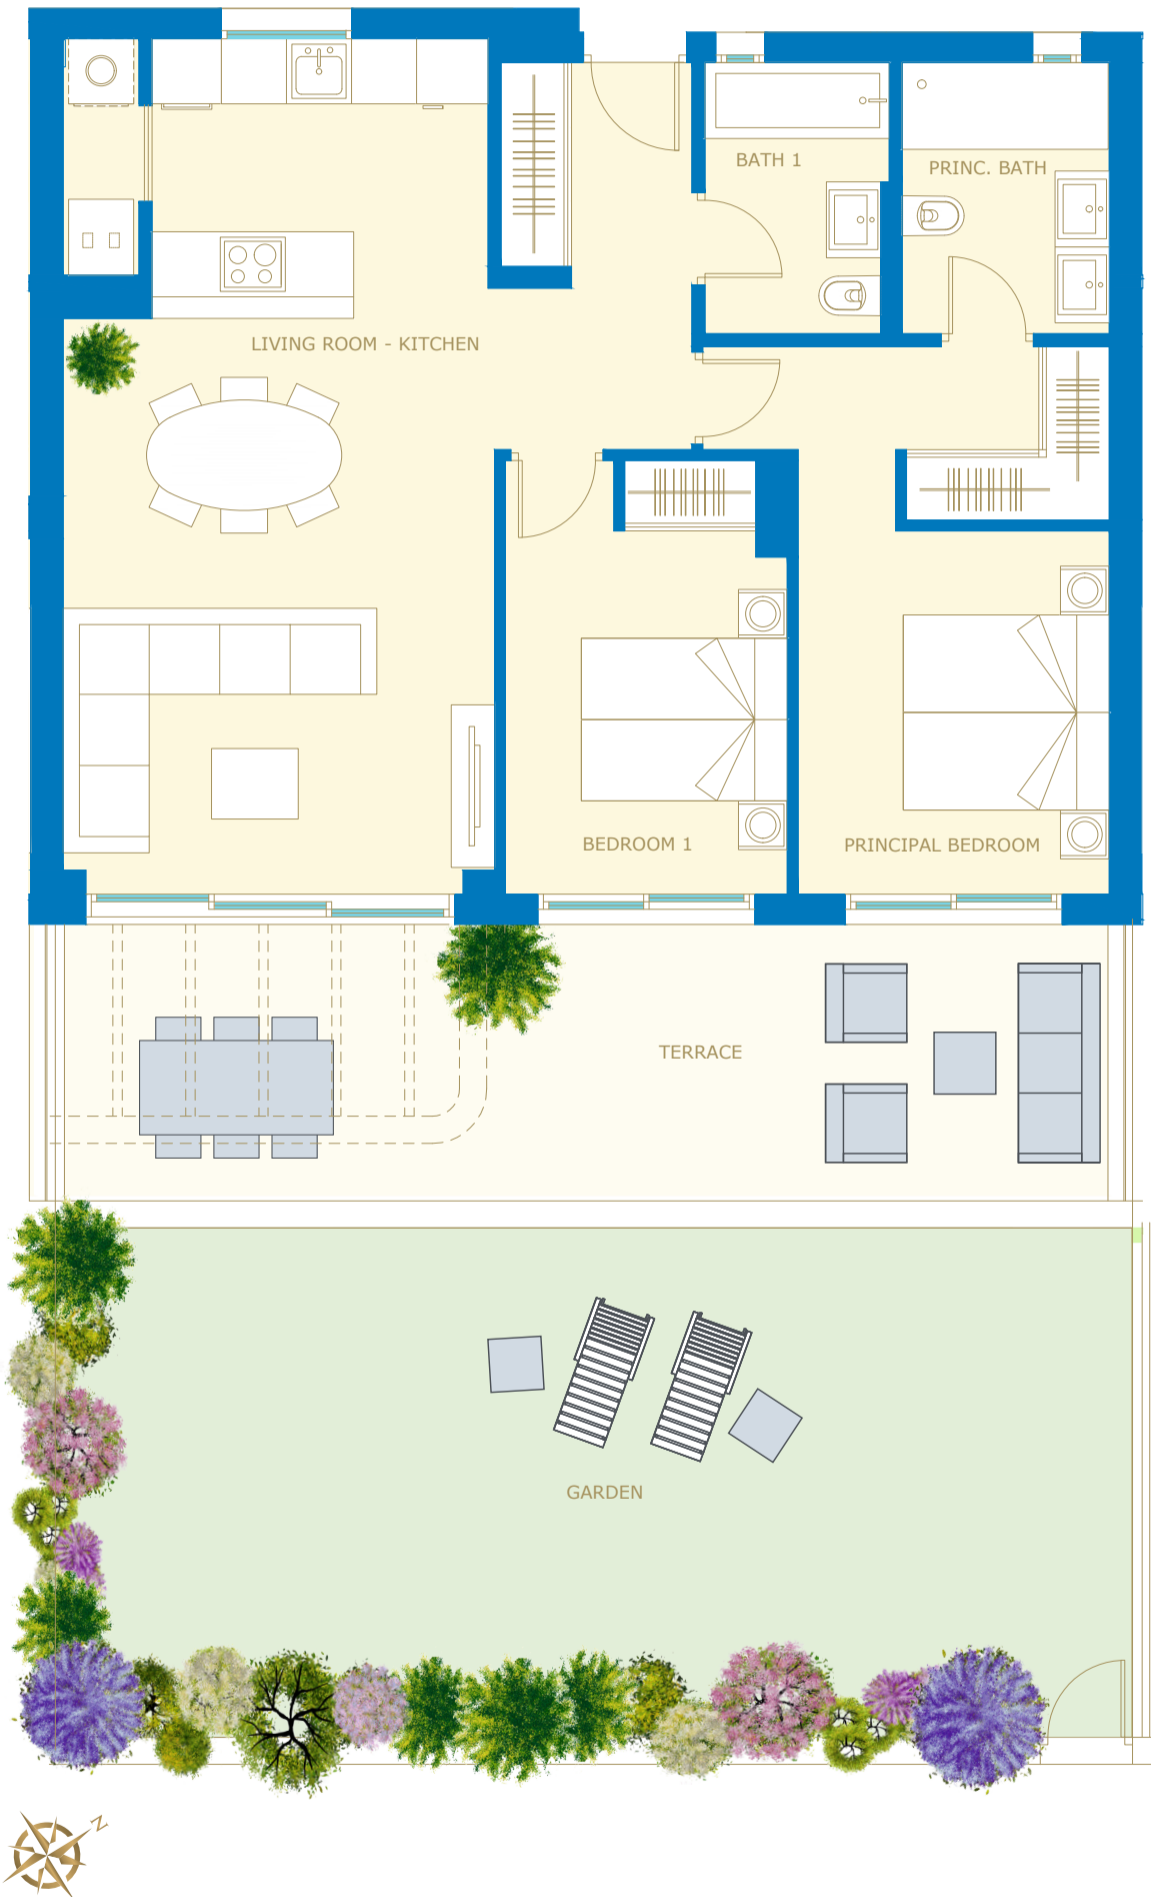 BATH 1
PRINC. BATH
LIVING ROOM - KITCHEN
BEDROOM 1
PRINCIPAL BEDROOM
TERRACE
GARDEN
N